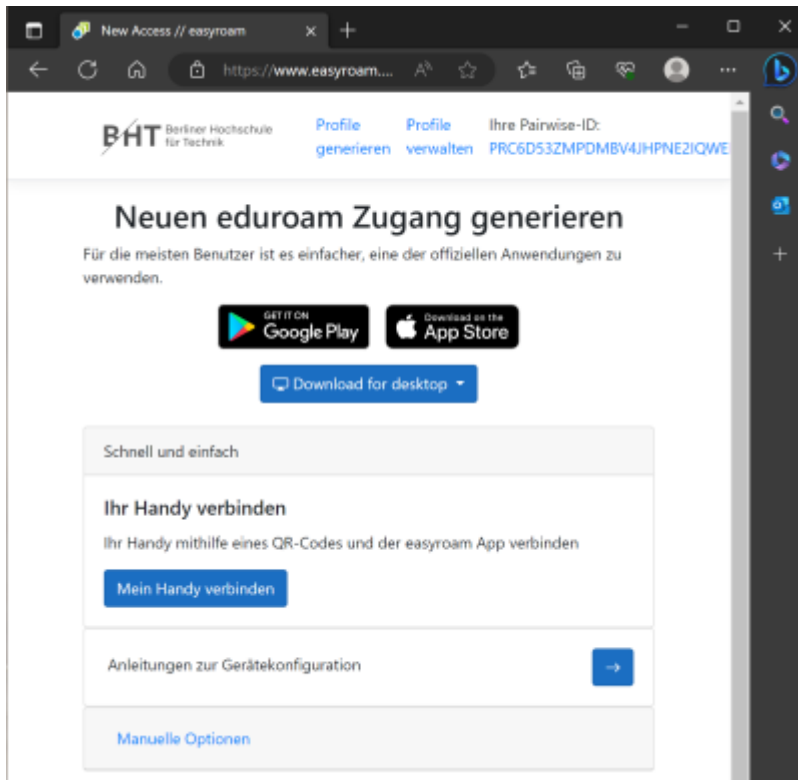 New Access // easyroam
https://www.easyroam....
BHT Berliner Hochschule
für Technik
Profile
generieren
Profile
verwalten
Ihre Pairwise-ID:
PRC6D53ZMPDMBV4JHPNE2IQWE
Neuen eduroam Zugang generieren
Für die meisten Benutzer ist es einfacher, eine der offiziellen Anwendungen zu
verwenden.
GET IT ON
Google Play
Download on the
App Store
Download for desktop
Schnell und einfach
Ihr Handy verbinden
Ihr Handy mithilfe eines QR-Codes und der easyroam App verbinden
Mein Handy verbinden
Anleitungen zur Gerätekonfiguration
Manuelle Optionen